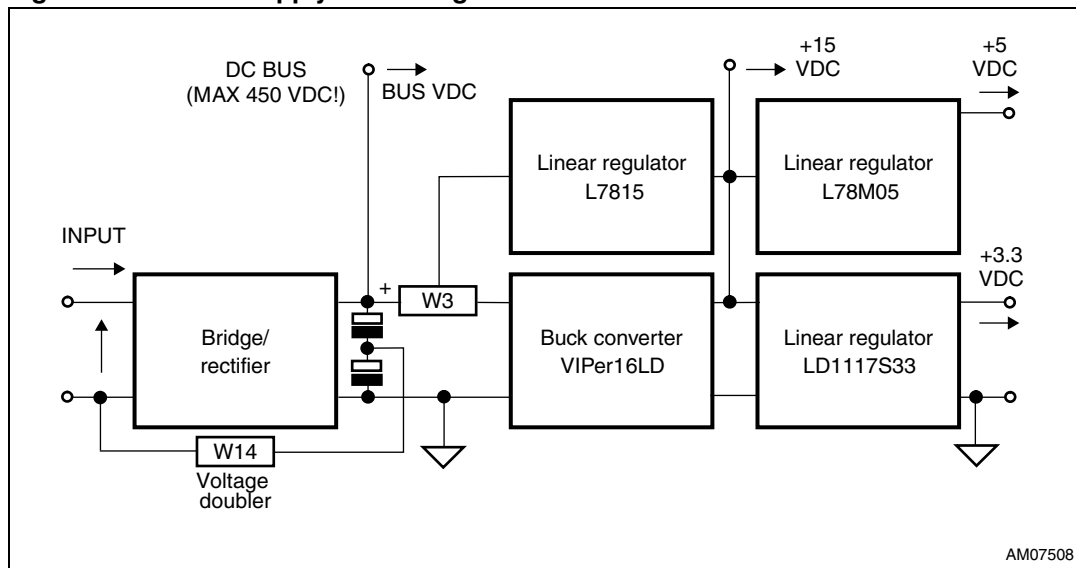 DC BUS
(MAX 450 VDC!)
BUS VDC
+15
VDC
+5
VDC
Linear regulator
L7815
Linear regulator
L78M05
INPUT
+
W3
+3.3
VDC
Bridge/
rectifier
Buck converter
VIPer16LD
Linear regulator
LD1117S33
W14
Voltage
doubler
AM07508